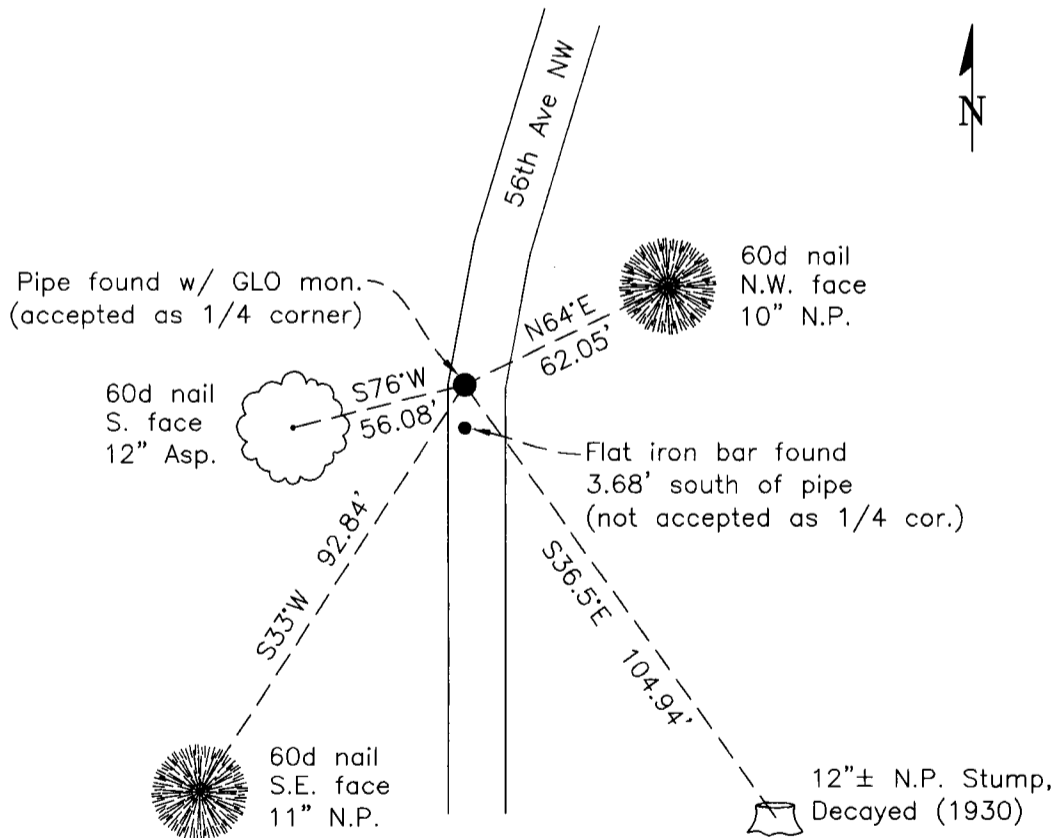 56th Ave NW
N
60d nail
N.W. face
10" N.P.
Pipe found w/ GLO mon.
(accepted as 1/4 corner)
N64°E
62.05'
60d nail
S. face
12" Asp.
S76°W
56.08'
Flat iron bar found
3.68' south of pipe
(not accepted as 1/4 cor.)
S33°W 92.84'
S36.5°E 104.94'
60d nail
S.E. face
11" N.P.
12"± N.P. Stump,
Decayed (1930)